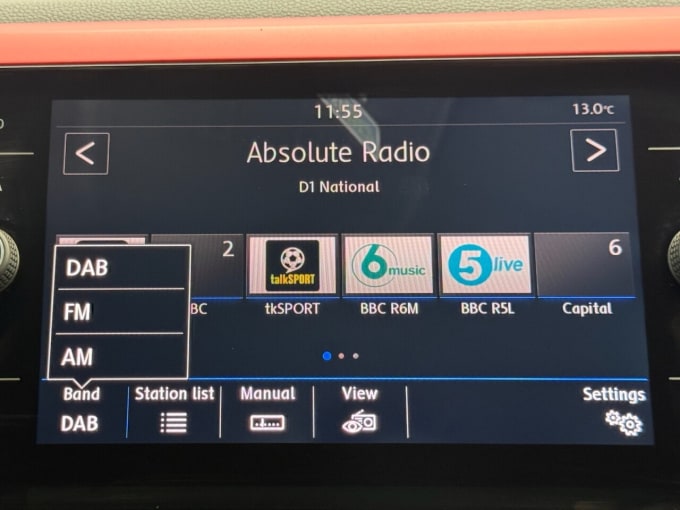 11:55
13.0°C
<
Absolute Radio
>
D1 National
2
talkSPORT
6 music
5 live
6
BC
tkSPORT
BBC R6M
BBC R5L
Capital
DAB
FM
AM
Band
Station list
Manual
View
Settings
DAB